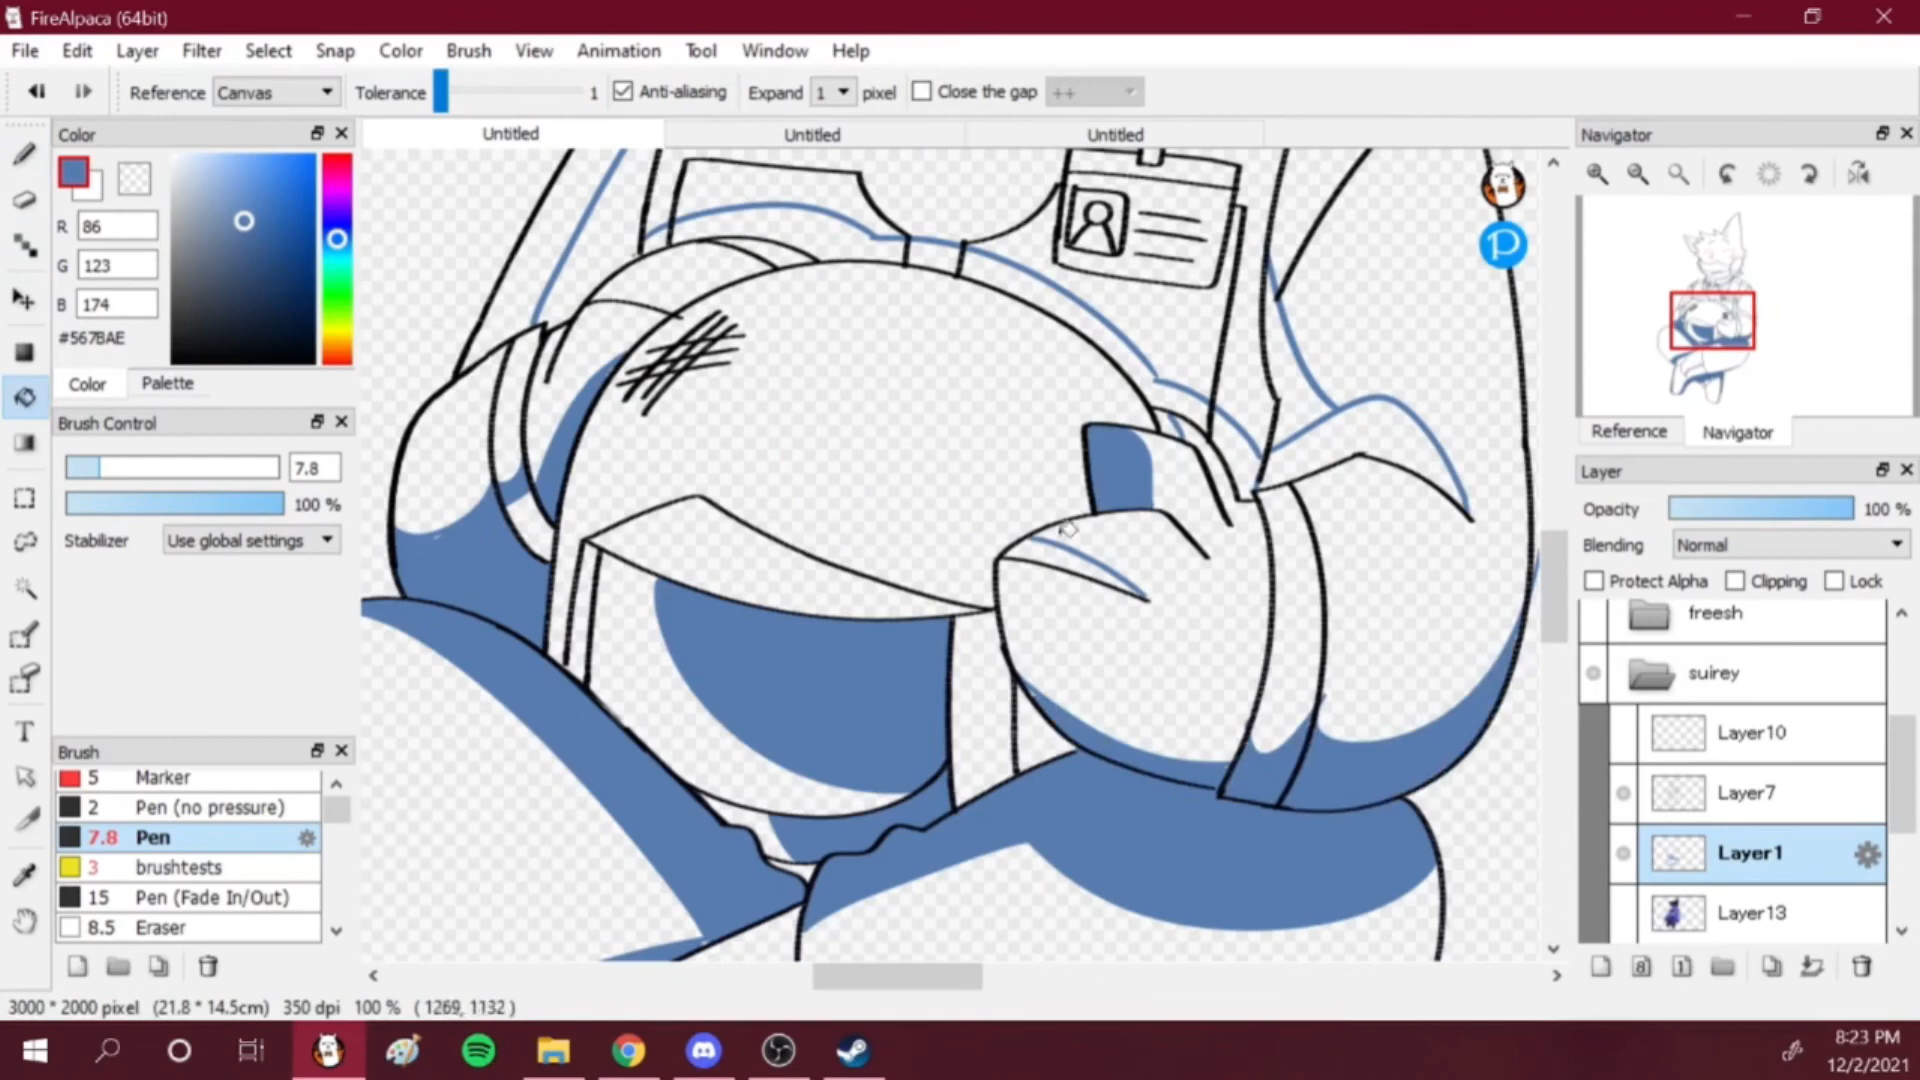 FireAlpaca (64bit)
File Edit Layer Filter Select Snap Color Brush View Animation Tool Window Help
Reference Canvas Tolerance 1 Anti-aliasing Expand 1 pixel Close the gap ++
Color
Untitled Untitled Untitled
Navigator
R 86
G 123
B 174
#567BAE
Color Palette
Brush Control
7.8
100 %
Stabilizer Use global settings
Brush
5 Marker
2 Pen (no pressure)
7.8 Pen
3 brushtests
15 Pen (Fade In/Out)
8.5 Eraser
Reference Navigator
Layer
Opacity 100 %
Blending Normal
Protect Alpha Clipping Lock
freesh
suirey
Layer10
Layer7
Layer1
Layer13
8 1
3000 * 2000 pixel (21.8 * 14.5cm) 350 dpi 100 % ( 1269, 1132 )
8:23 PM
12/2/2021